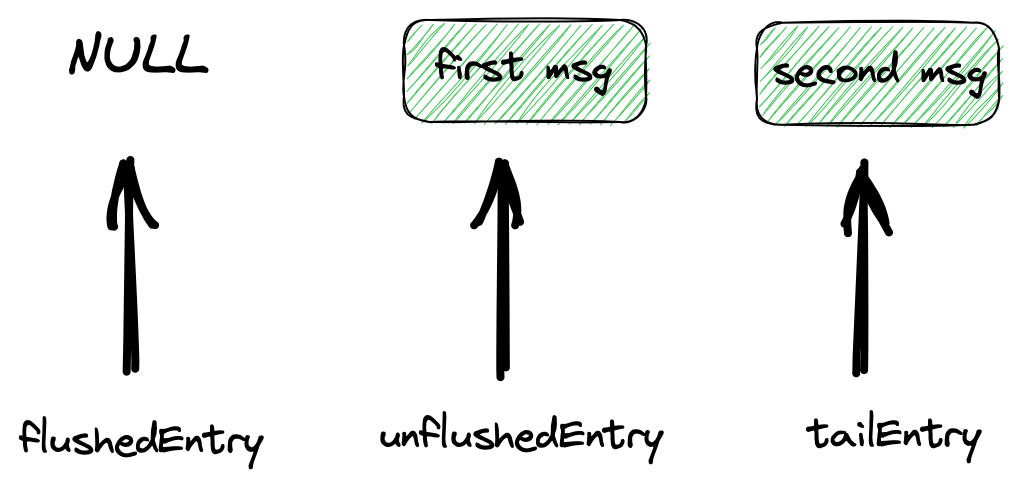 NULL
first msg
second msg
flushedEntry
unflushedEntry
tailEntry